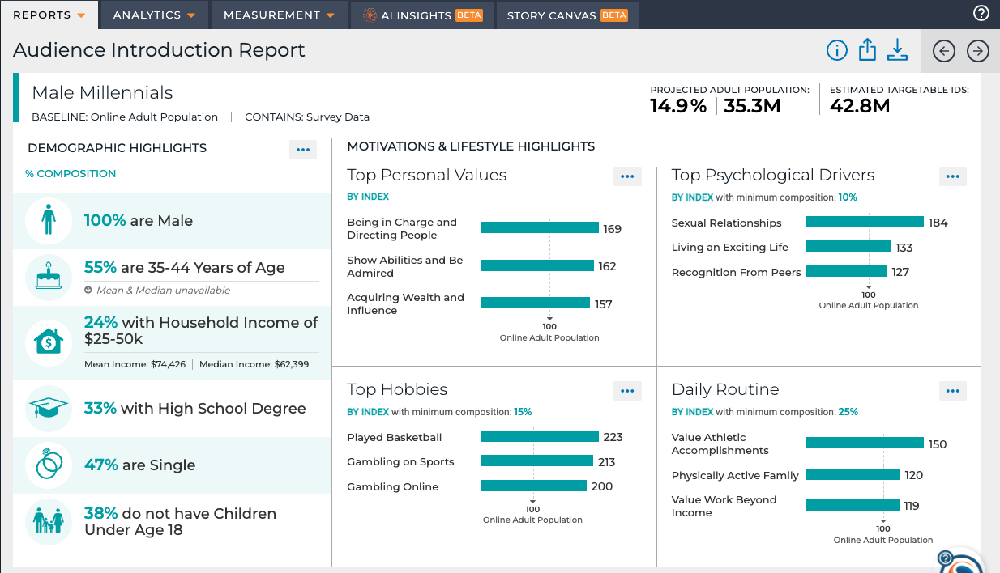 REPORTS
ANALYTICS
MEASUREMENT
AI INSIGHTS BETA
STORY CANVAS BETA
?
Audience Introduction Report
i
Male Millennials
BASELINE: Online Adult Population | CONTAINS: Survey Data
PROJECTED ADULT POPULATION:
14.9% | 35.3M
ESTIMATED TARGETABLE IDS:
42.8M
DEMOGRAPHIC HIGHLIGHTS
% COMPOSITION
100% are Male
55% are 35-44 Years of Age
Mean & Median unavailable
24% with Household Income of
$25-50k
Mean Income: $74,426 | Median Income: $62,399
$
33% with High School Degree
47% are Single
38% do not have Children
Under Age 18
MOTIVATIONS & LIFESTYLE HIGHLIGHTS
Top Personal Values
BY INDEX
Being in Charge and
Directing People
169
Show Abilities and Be
Admired
162
Acquiring Wealth and
Influence
157
100
Online Adult Population
Top Psychological Drivers
BY INDEX with minimum composition: 10%
Sexual Relationships 184
Living an Exciting Life 133
Recognition From Peers 127
100
Online Adult Population
Top Hobbies
BY INDEX with minimum composition: 15%
Played Basketball 223
Gambling on Sports 213
Gambling Online 200
100
Online Adult Population
Daily Routine
BY INDEX with minimum composition: 25%
Value Athletic
Accomplishments
150
Physically Active Family 120
Value Work Beyond
Income
119
100
Online Adult Population
?